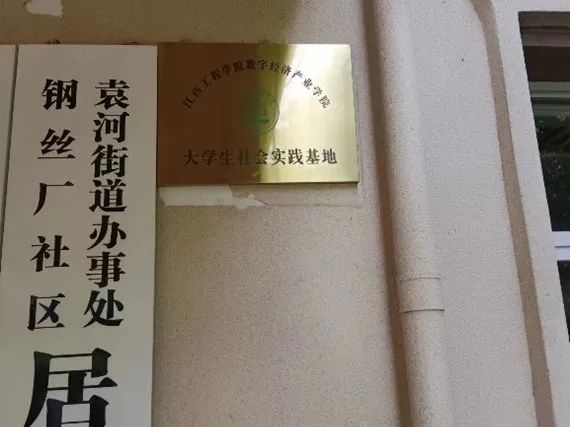 袁河街道办事处
钢丝厂社区
居
江西工程学院数字经济产业学院
大学生社会实践基地